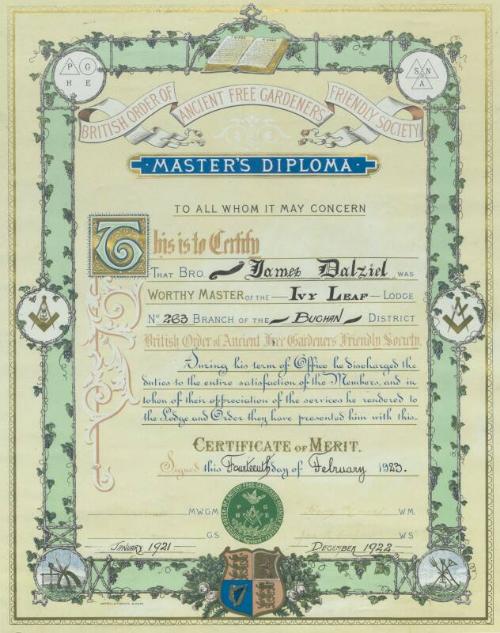 P G
H E
S N
A
BRITISH ORDER OF ANCIENT FREE GARDENERS FRIENDLY SOCIETY
MASTER'S DIPLOMA
TO ALL WHOM IT MAY CONCERN
This is to Certify
THAT BRO. James Dalziel WAS
WORTHY MASTER OF THE IVY LEAF LODGE
No 263 BRANCH OF THE BUCHAN DISTRICT
British Order of Ancient Free Gardeners Friendly Society.
During his term of Office he discharged the
duties to the entire satisfaction of the Members, and in
token of their appreciation of the services he rendered to
the Lodge and Order they have presented him with this.
CERTIFICATE OF MERIT.
Signed this Fourteenth day of February 1923.
M.W.G.M. W.M.
G.S. W.S
JANUARY 1921 DECEMBER 1922